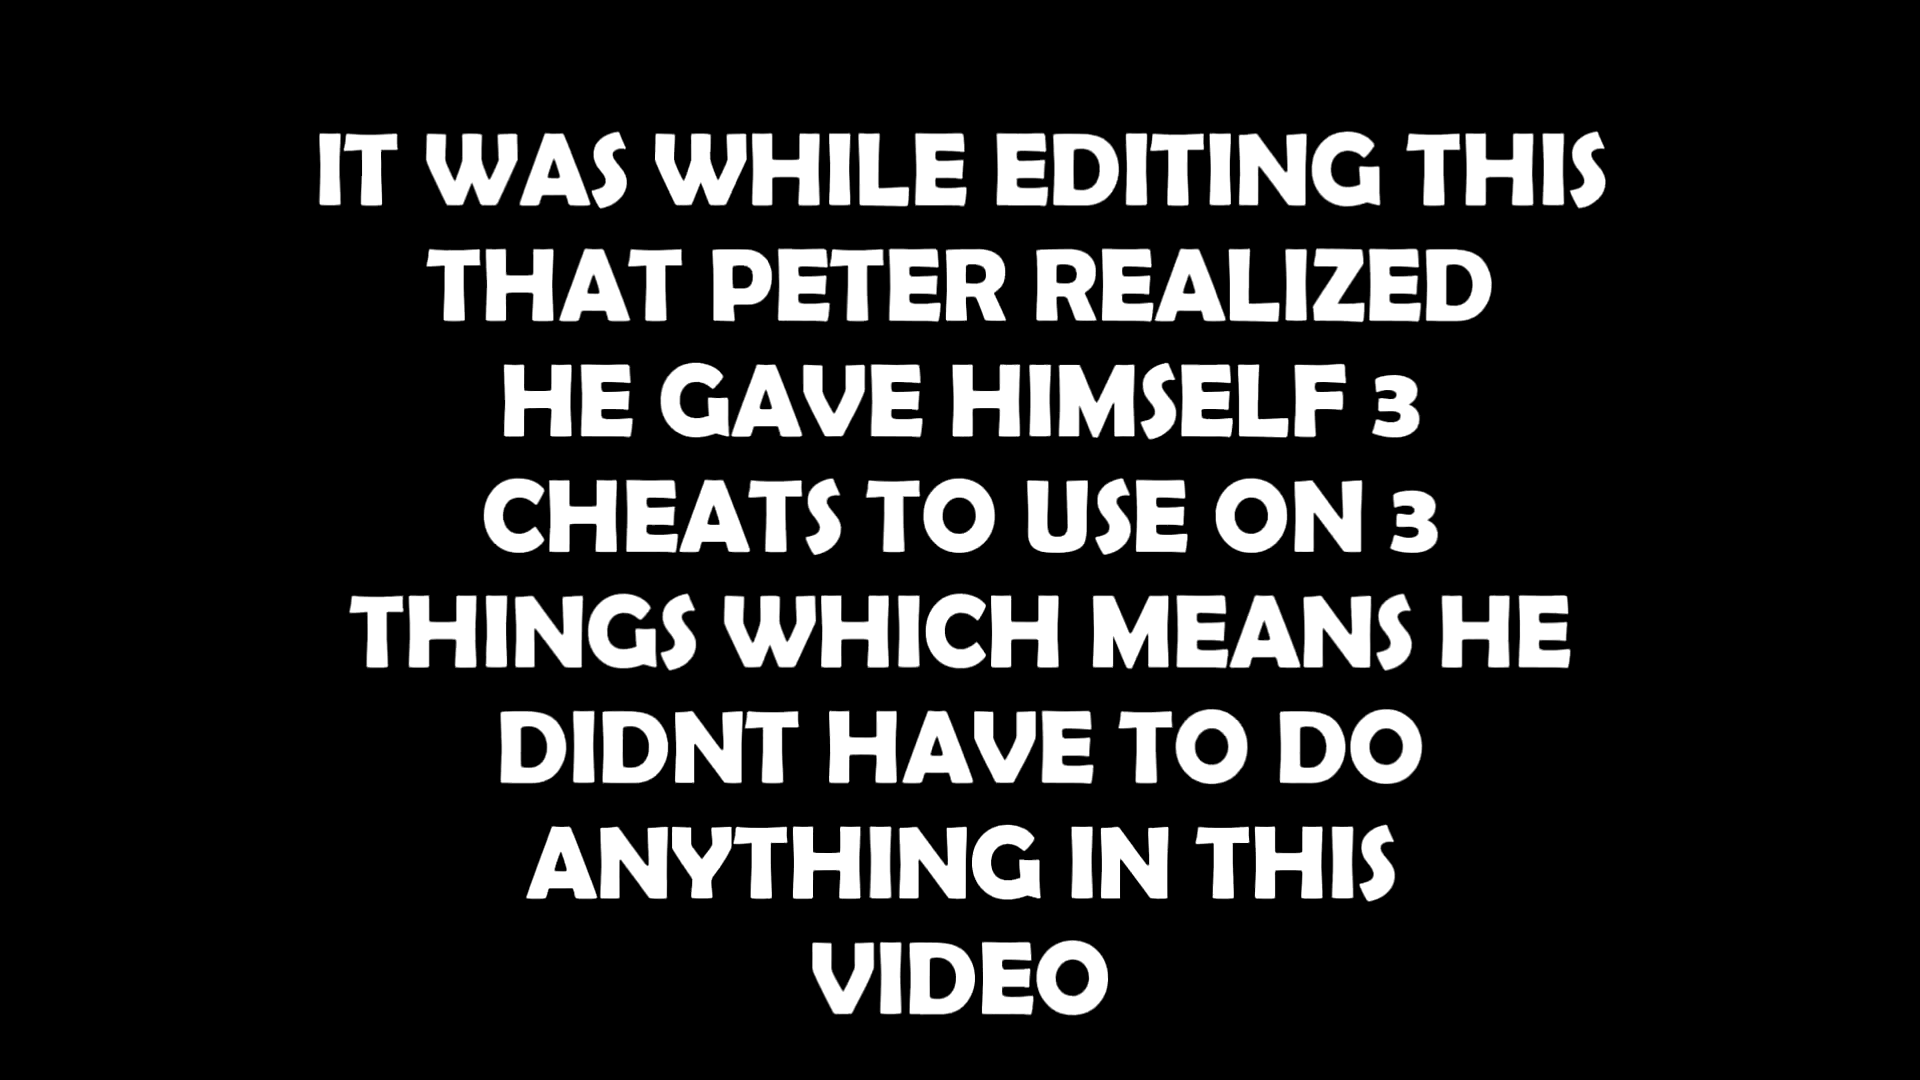 IT WAS WHILE EDITING THIS
THAT PETER REALIZED
HE GAVE HIMSELF 3
CHEATS TO USE ON 3
THINGS WHICH MEANS HE
DIDNT HAVE TO DO
ANYTHING IN THIS
VIDEO